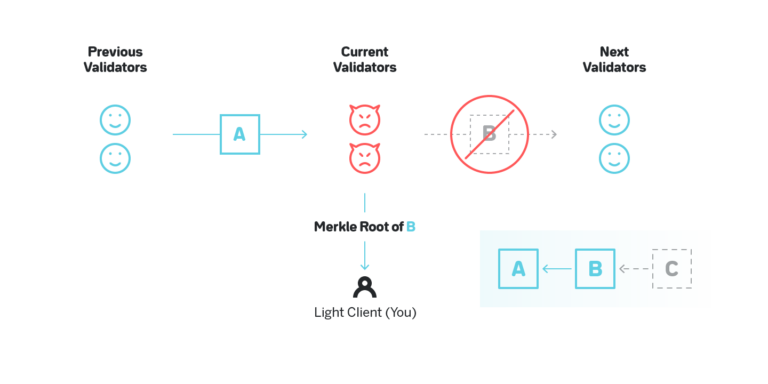 Previous
Validators
Current
Validators
Next
Validators
A
B
Merkle Root of B
Light Client (You)
A
B
C